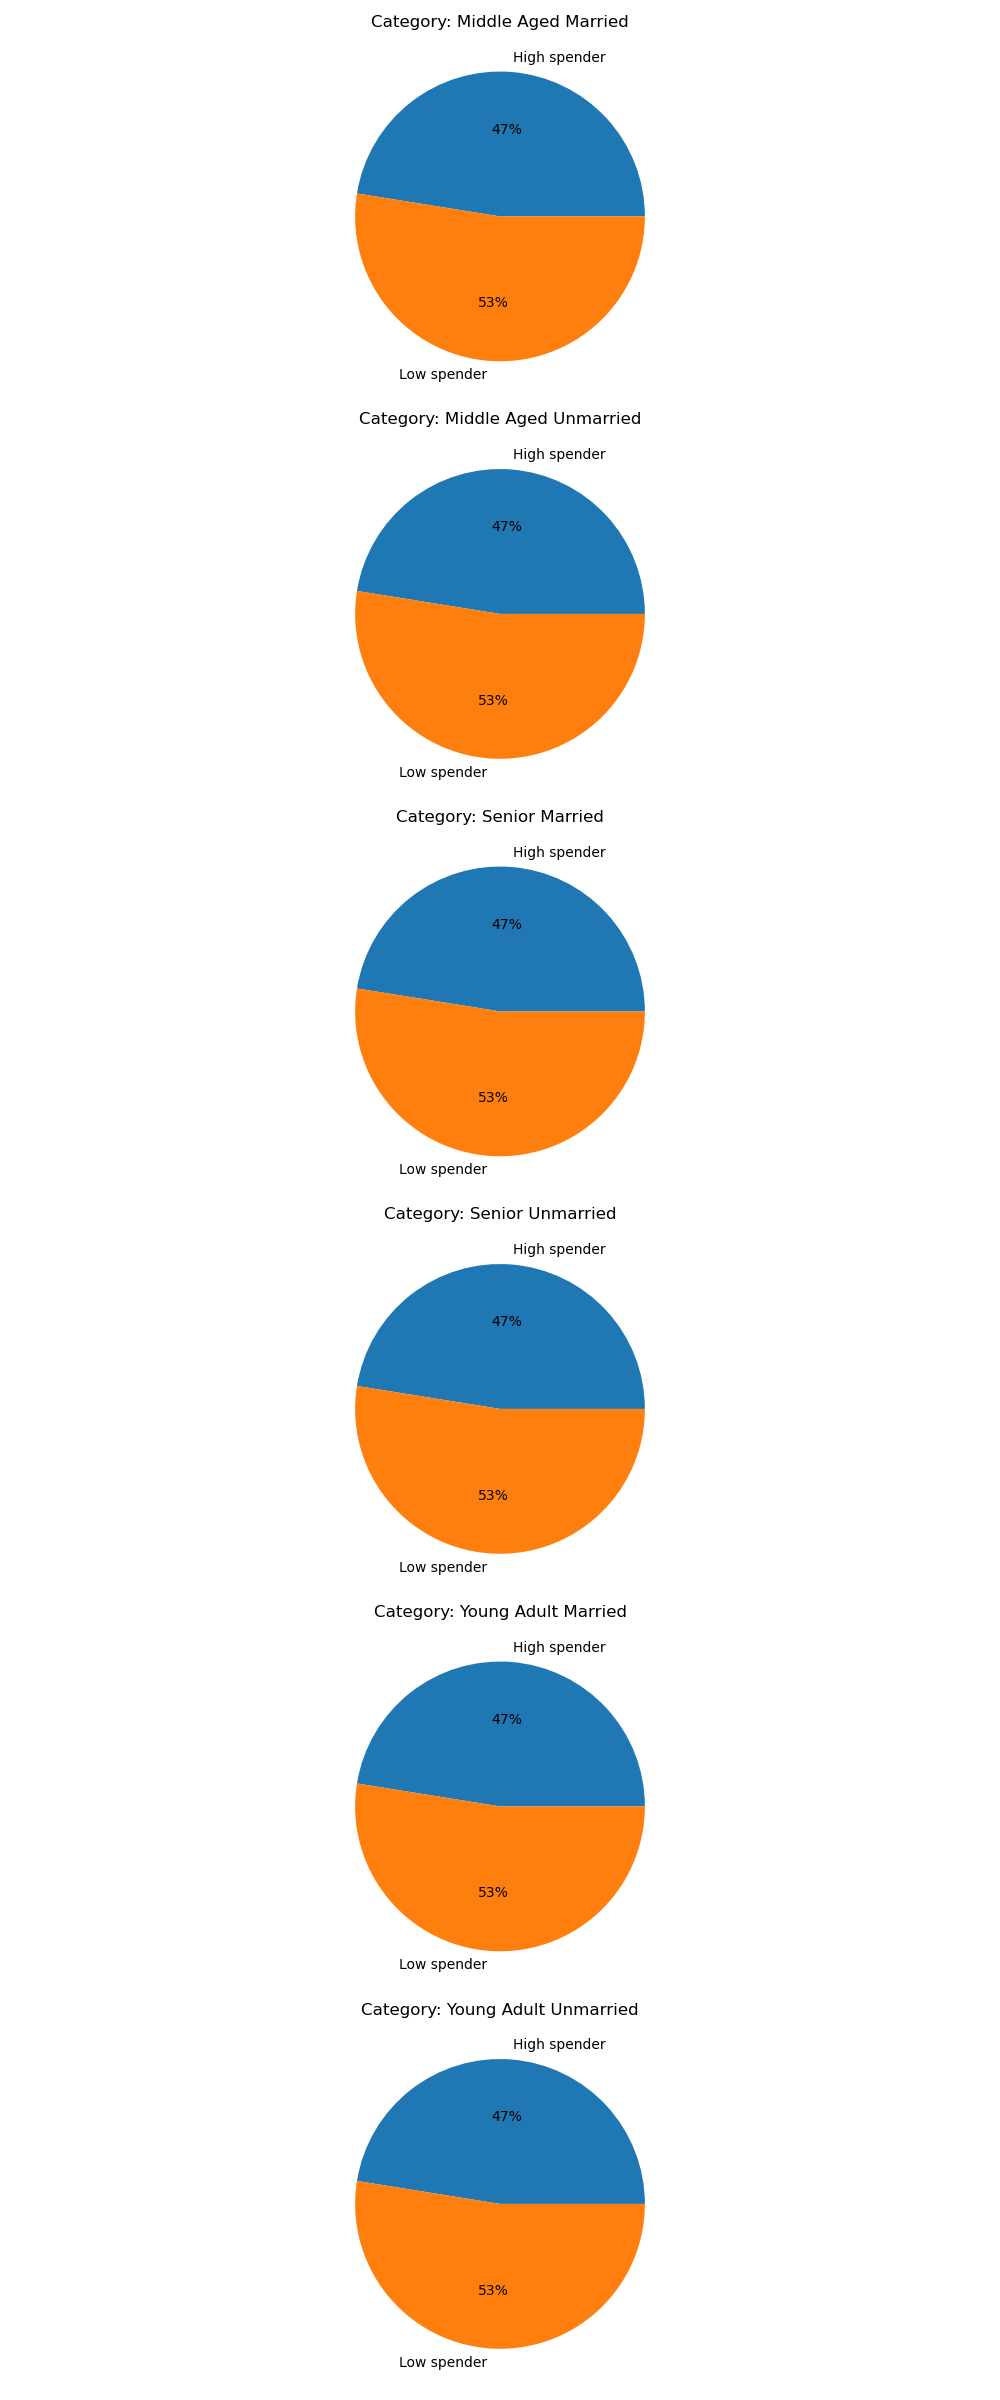 Category: Middle Aged Married
High spender
47%
53%
Low spender
Category: Middle Aged Unmarried
High spender
47%
53%
Low spender
Category: Senior Married
High spender
47%
53%
Low spender
Category: Senior Unmarried
High spender
47%
53%
Low spender
Category: Young Adult Married
High spender
47%
53%
Low spender
Category: Young Adult Unmarried
High spender
47%
53%
Low spender